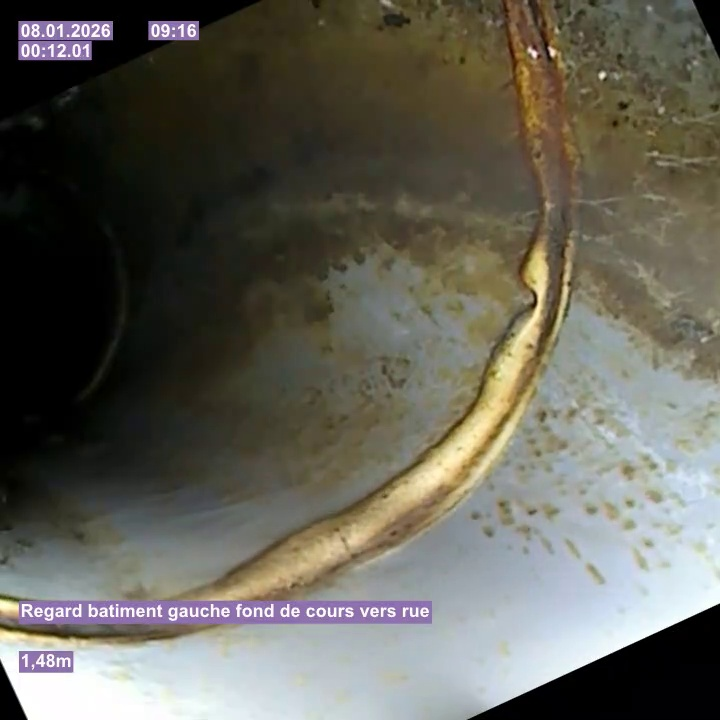 08.01.2026 09:16
00:12.01
Regard batiment gauche fond de cours vers rue
1,48m